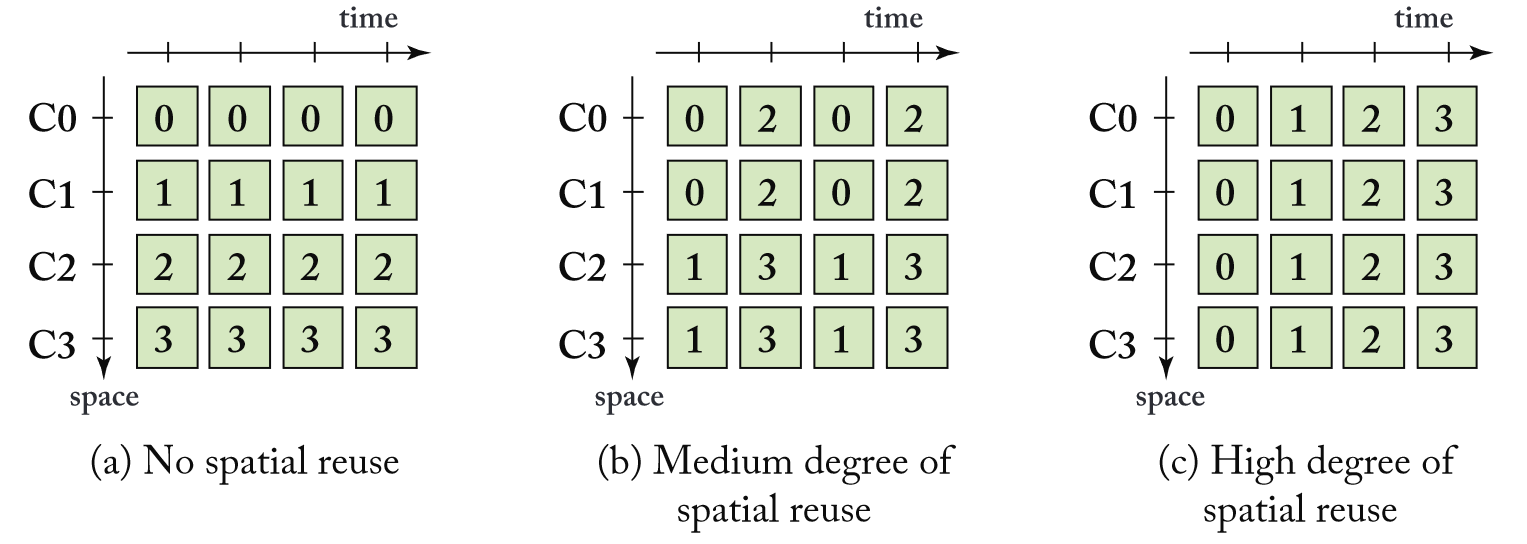 time time time
C0 0 0 0 0 C0 0 2 0 2 C0 0 1 2 3
C1 1 1 1 1 C1 0 2 0 2 C1 0 1 2 3
C2 2 2 2 2 C2 1 3 1 3 C2 0 1 2 3
C3 3 3 3 3 C3 1 3 1 3 C3 0 1 2 3
space space space
(a) No spatial reuse (b) Medium degree of (c) High degree of
spatial reuse spatial reuse